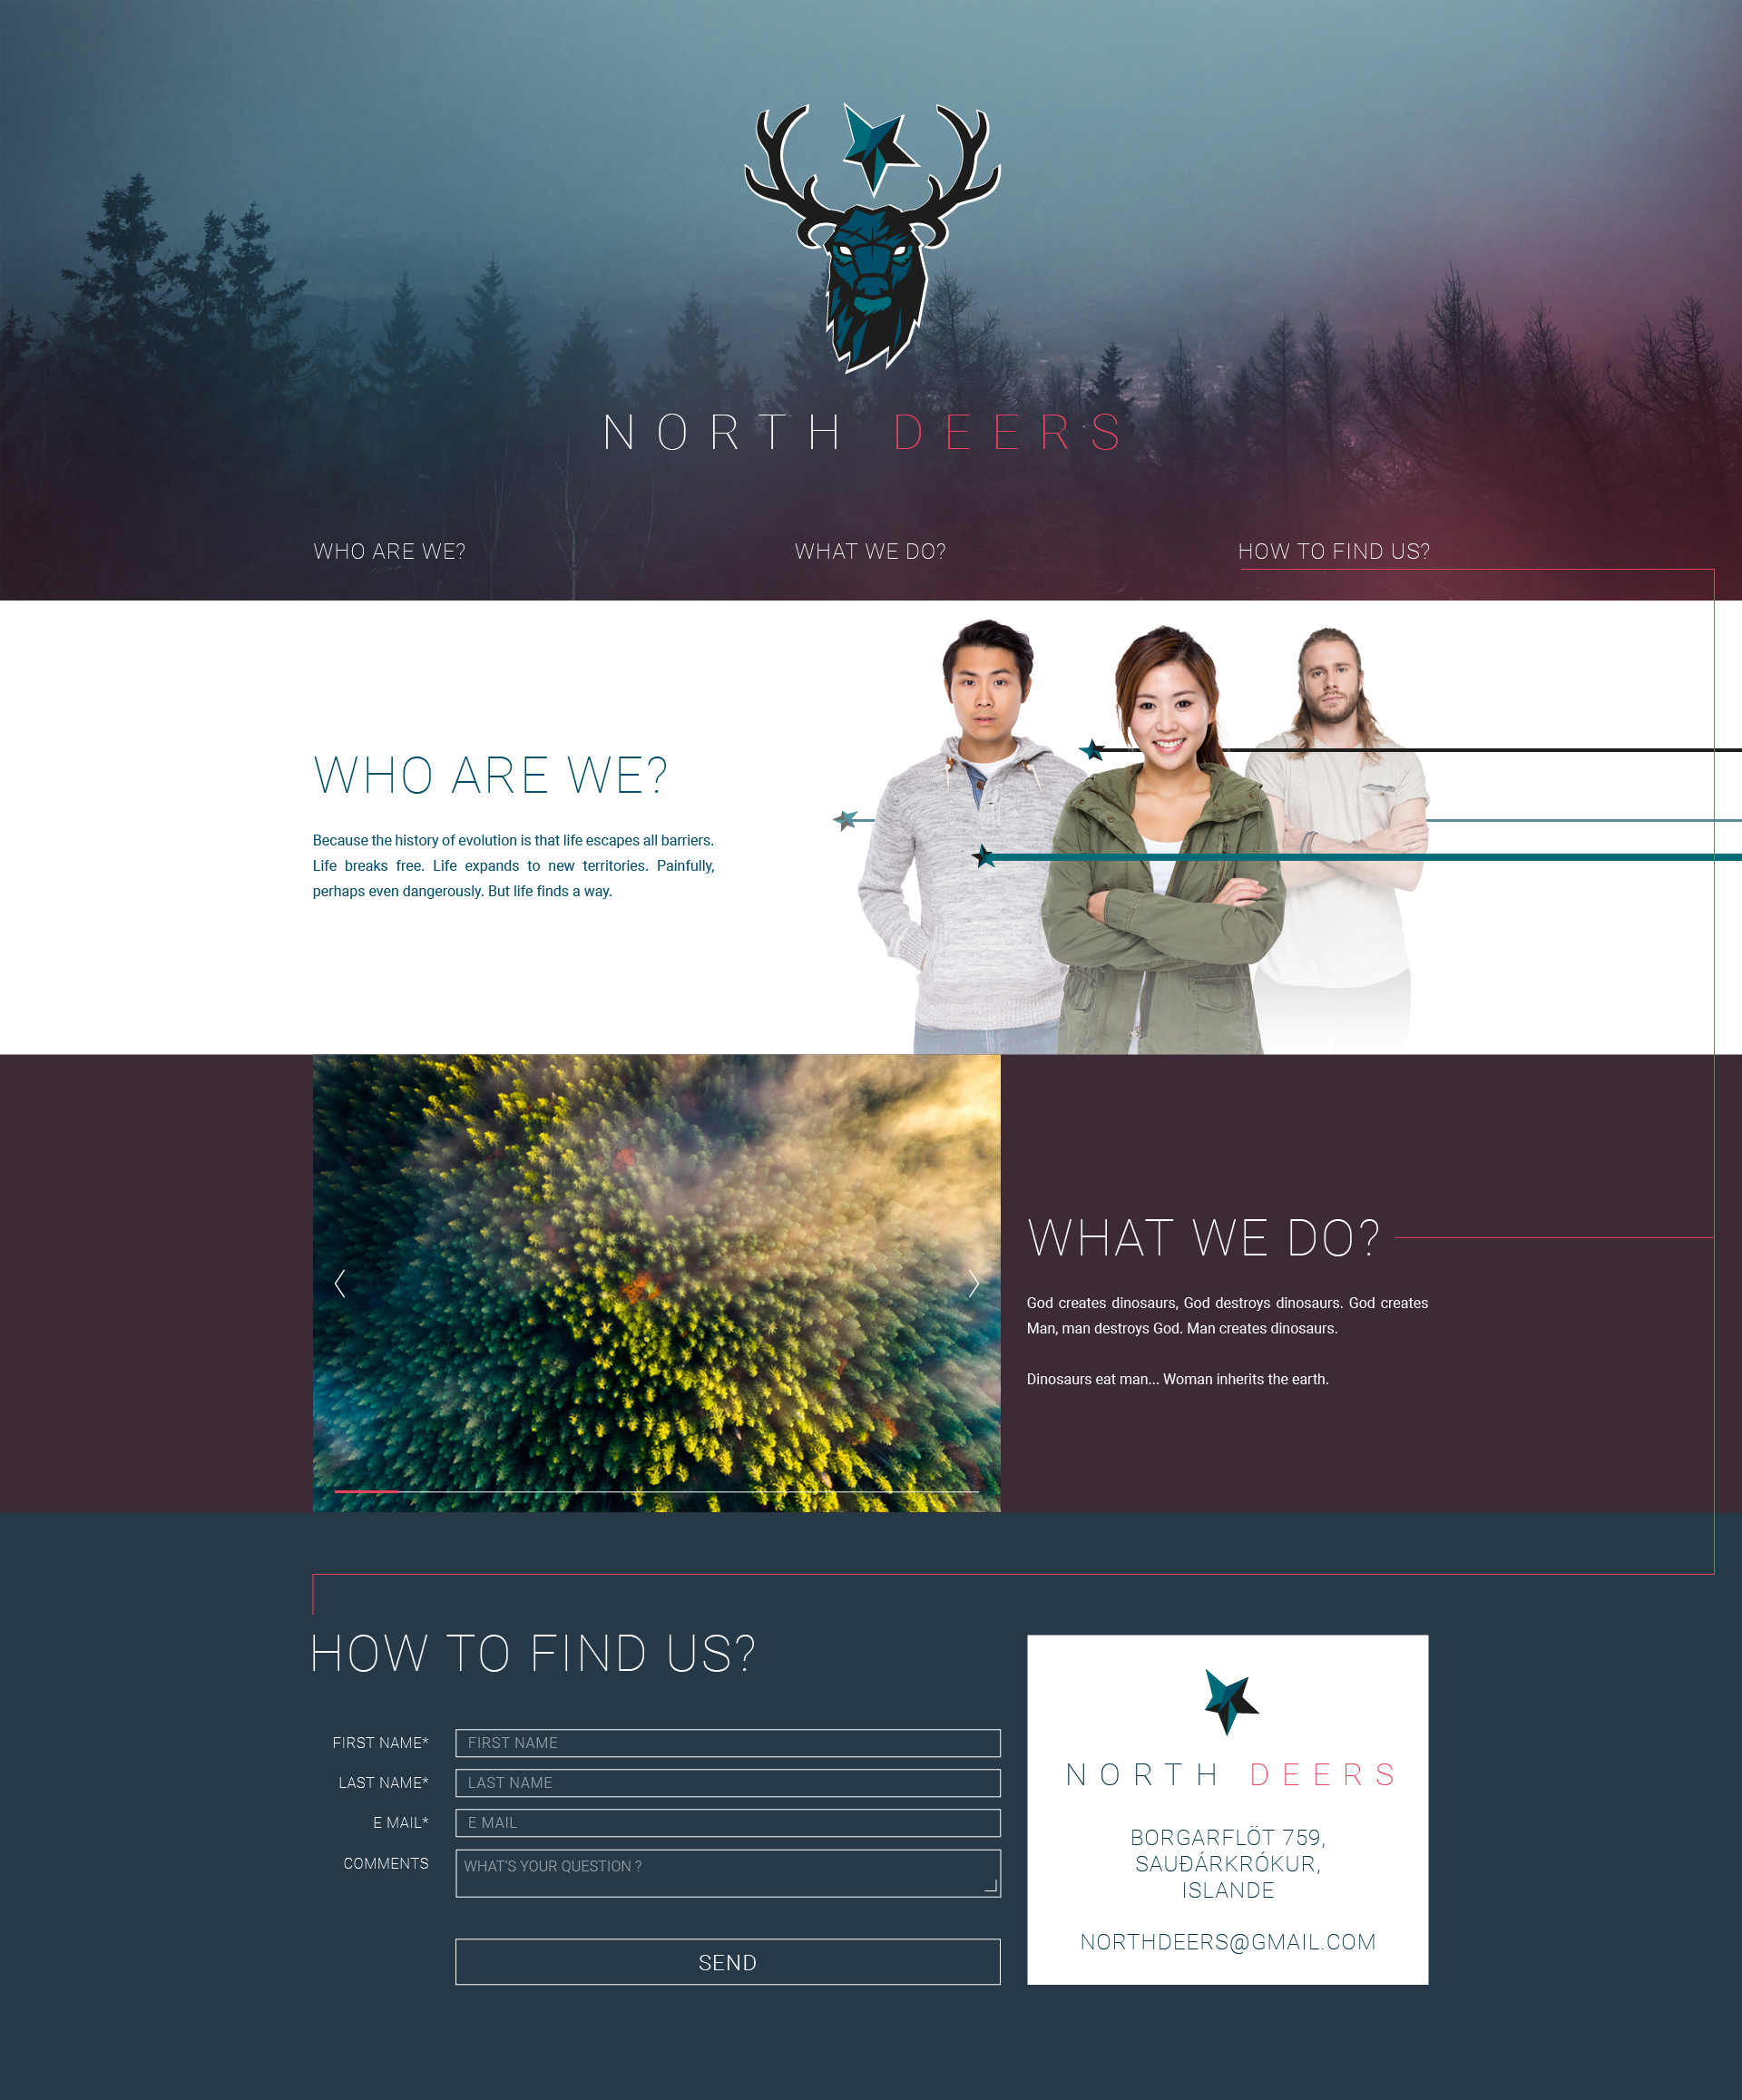 NORTH DEERS
WHO ARE WE?
WHAT WE DO?
HOW TO FIND US?
WHO ARE WE?
Because the history of evolution is that life escapes all barriers.
Life breaks free. Life expands to new territories. Painfully,
perhaps even dangerously. But life finds a way.
WHAT WE DO?
God creates dinosaurs, God destroys dinosaurs. God creates
Man, man destroys God. Man creates dinosaurs.
Dinosaurs eat man... Woman inherits the earth.
HOW TO FIND US?
FIRST NAME*
FIRST NAME
LAST NAME*
LAST NAME
E MAIL*
E MAIL
COMMENTS
WHAT'S YOUR QUESTION ?
SEND
NORTH DEERS
BORGARFLÖT 759,
SAUÐÁRKRÓKUR,
ISLANDE
NORTHDEERS@GMAIL.COM